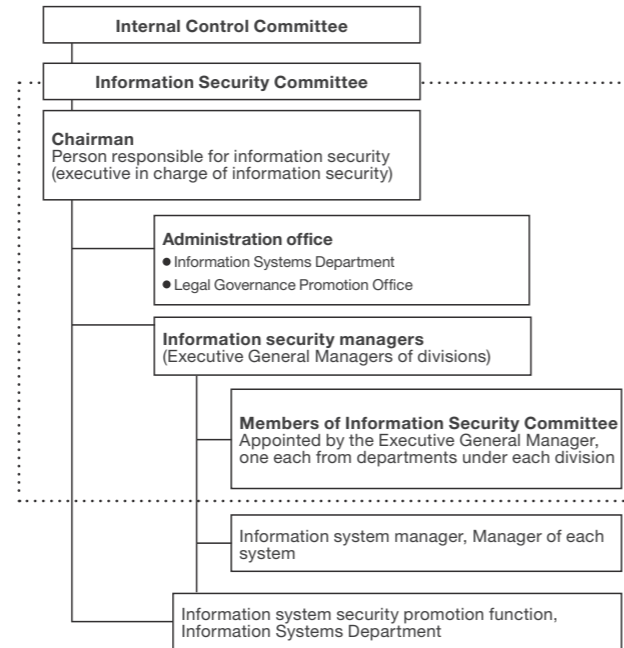 Internal Control Committee
Information Security Committee
Chairman
Person responsible for information security
(executive in charge of information security)
Administration office
● Information Systems Department
● Legal Governance Promotion Office
Information security managers
(Executive General Managers of divisions)
Members of Information Security Committee
Appointed by the Executive General Manager,
one each from departments under each division
Information system manager, Manager of each
system
Information system security promotion function,
Information Systems Department